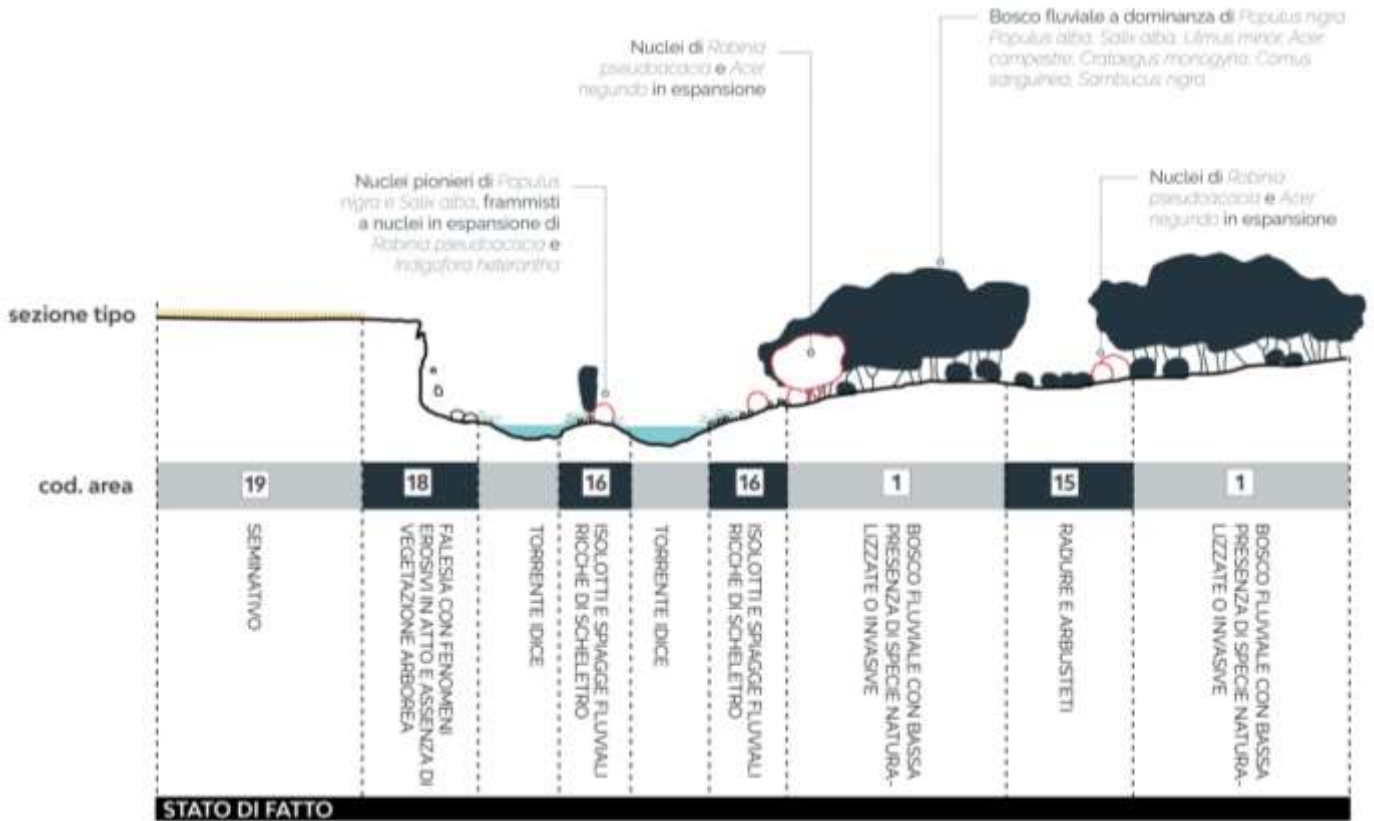 Bosco fluviale a dominanza di Populus nigra
Populus alba, Salix alba, Ulmus minor, Acer
campestre, Crataegus monogyna, Cornus
sanguinea, Sambucus nigra
Nuclei di Robinia
pseudoacacia e Acer
negundo in espansione
Nuclei pionieri di Populus
nigra e Salix alba, frammisti
a nuclei in espansione di
Robinia pseudoacacia e
Indigofora heterantha
Nuclei di Robinia
pseudoacacia e Acer
negundo in espansione
sezione tipo
cod. area
19
18
16
16
1
15
1
SEMINATIVO
FALESIA CON FENOMENI
EROSIVI IN ATTO E ASSENZA DI
VEGETAZIONE ARBOREA
TORRENTE IDICE
ISOLOTTI E SPIAGGE FLUVIALI
RICCHE DI SCHELETRO
TORRENTE IDICE
ISOLOTTI E SPIAGGE FLUVIALI
RICCHE DI SCHELETRO
BOSCO FLUVIALE CON BASSA
PRESENZA DI SPECIE NATURA-
LIZZATE O INVASIVE
RADURE E ARBUSTETI
BOSCO FLUVIALE CON BASSA
PRESENZA DI SPECIE NATURA-
LIZZATE O INVASIVE
STATO DI FATTO